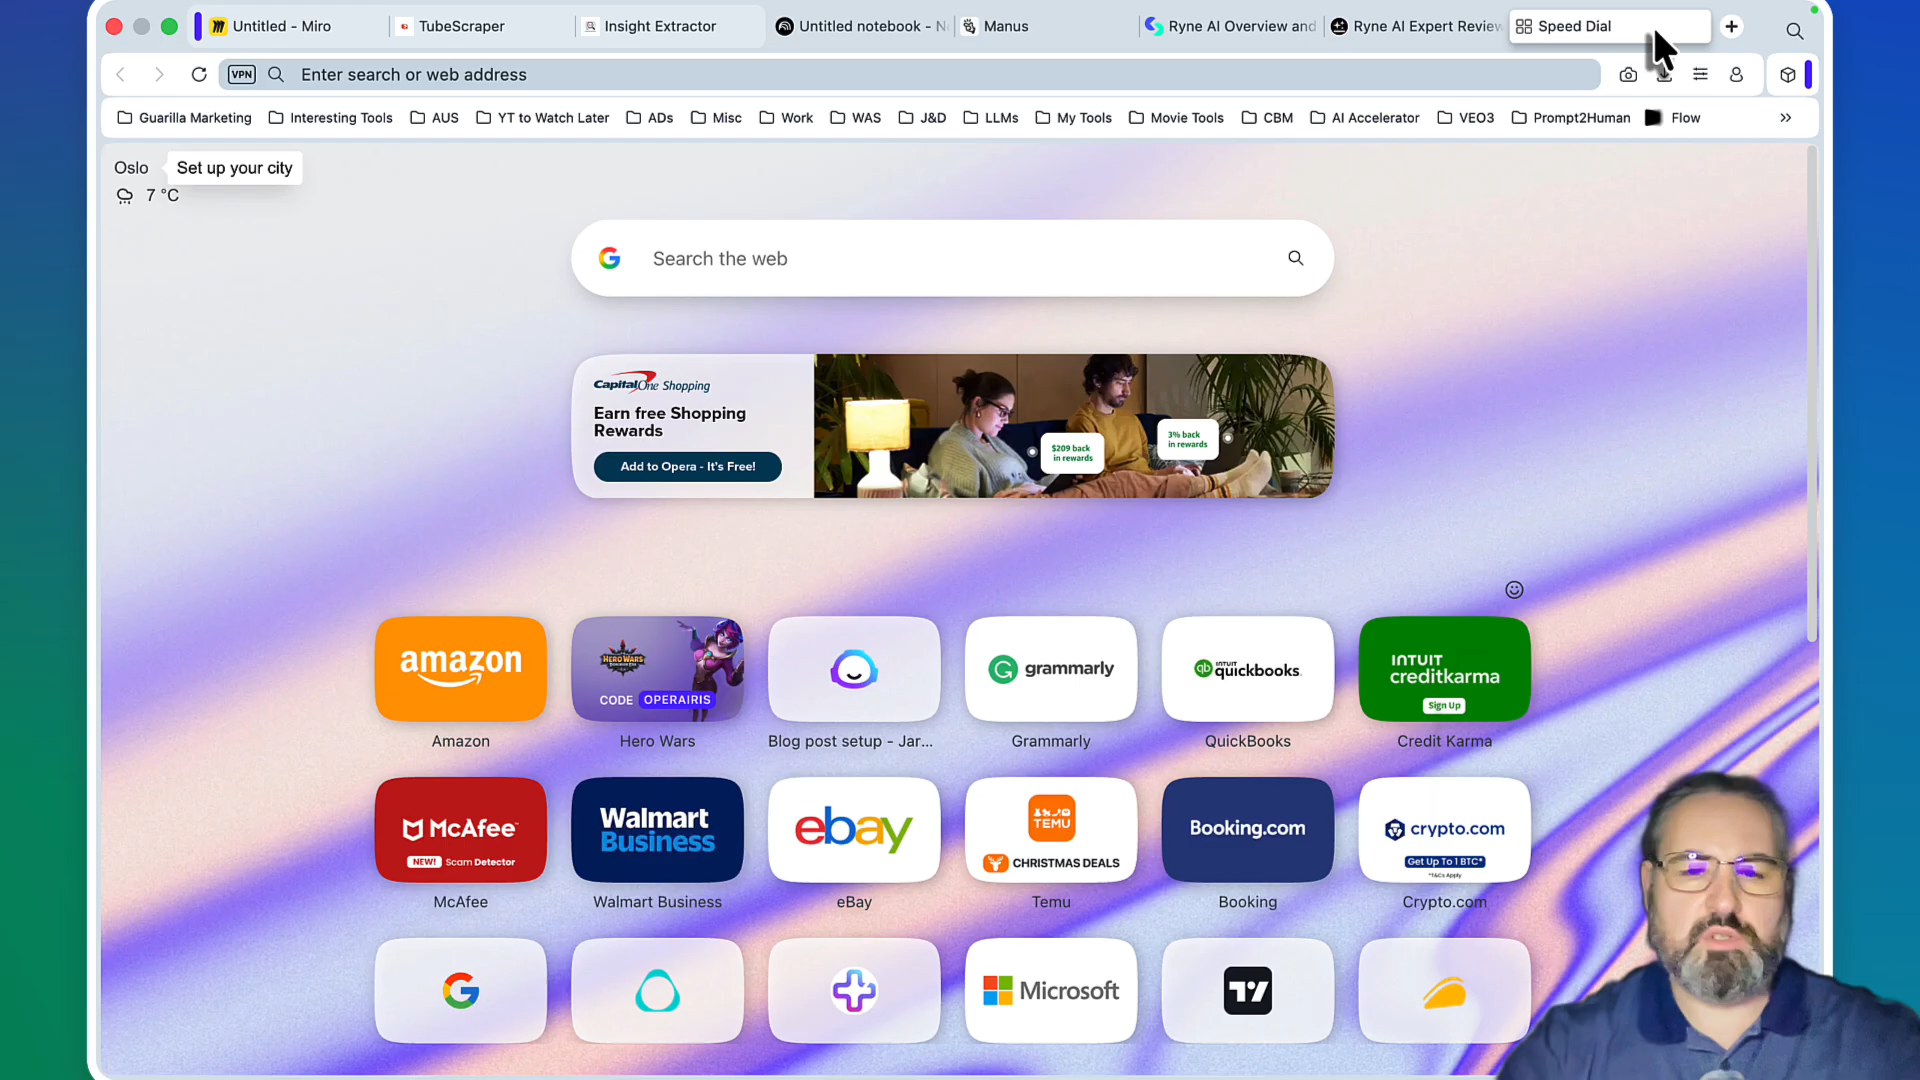 Untitled - Miro
TubeScraper
Insight Extractor
Untitled notebook - N
Manus
Ryne AI Overview and
Ryne AI Expert Review
Speed Dial
VPN
Enter search or web address
Guarilla Marketing
Interesting Tools
AUS
YT to Watch Later
ADs
Misc
Work
WAS
J&D
LLMs
My Tools
Movie Tools
CBM
AI Accelerator
VEO3
Prompt2Human
Flow
Oslo
Set up your city
7 °C
Search the web
CapitalOne Shopping
Earn free Shopping
Rewards
Add to Opera - It's Free!
$209 back
in rewards
3% back
in rewards
amazon
HERO WARS
CODE OPERAIRIS
grammarly
INTUIT
quickbooks
INTUIT
creditkarma
Sign Up
Amazon
Hero Wars
Blog post setup - Jar...
Grammarly
QuickBooks
Credit Karma
McAfee
NEW! Scam Detector
Walmart
Business
ebay
TEMU
CHRISTMAS DEALS
Booking.com
crypto.com
Get Up To 1 BTC*
*T&Cs Apply
McAfee
Walmart Business
eBay
Temu
Booking
Crypto.com
Microsoft